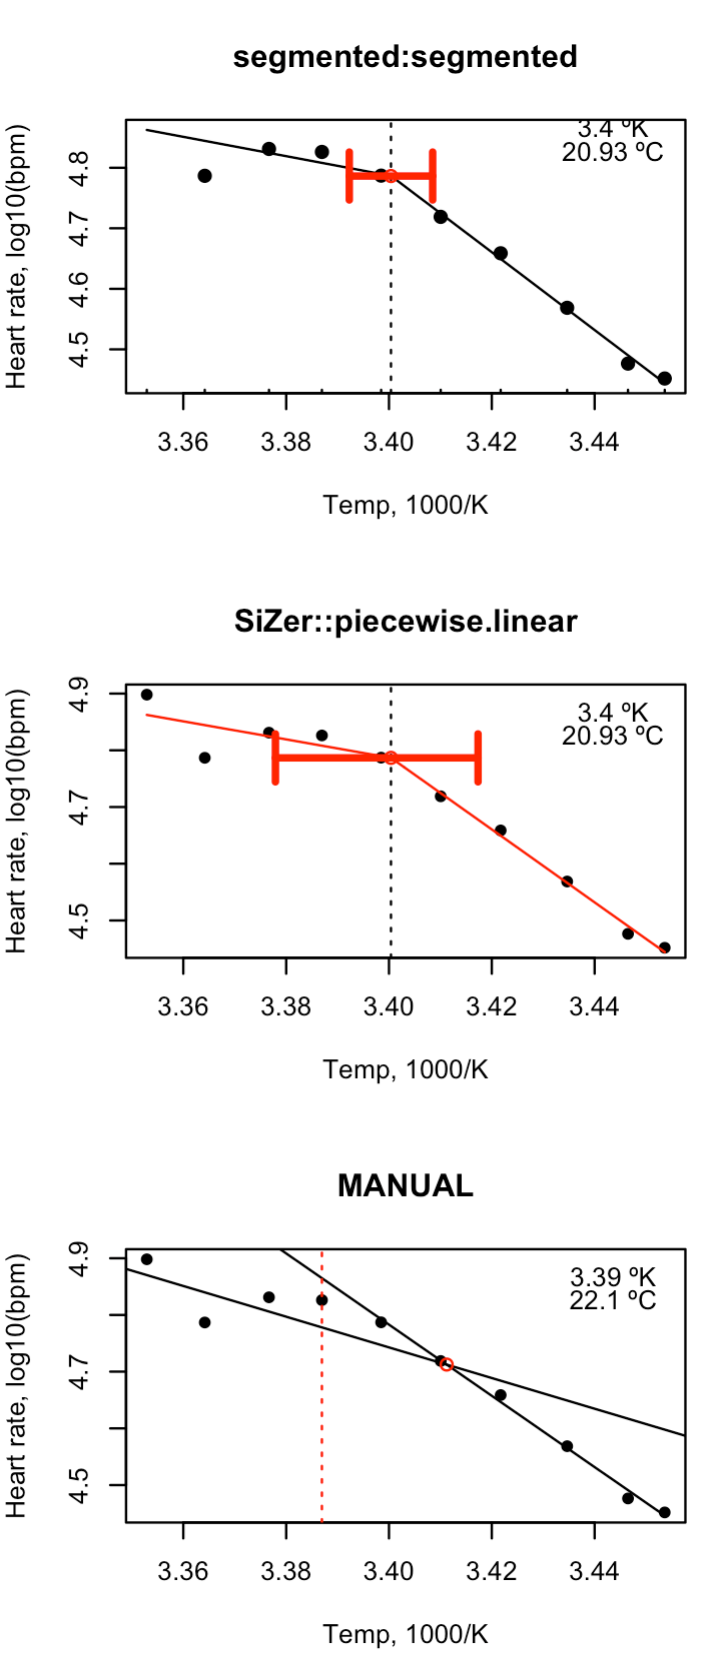 segmented:segmented
3.4 ºK
20.93 ºC
Heart rate, log10(bpm)
4.8
4.7
4.6
4.5
3.36 3.38 3.40 3.42 3.44
Temp, 1000/K
SiZer::piecewise.linear
3.4 ºK
20.93 ºC
Heart rate, log10(bpm)
4.9
4.7
4.5
3.36 3.38 3.40 3.42 3.44
Temp, 1000/K
MANUAL
3.39 ºK
22.1 ºC
Heart rate, log10(bpm)
4.9
4.7
4.5
3.36 3.38 3.40 3.42 3.44
Temp, 1000/K